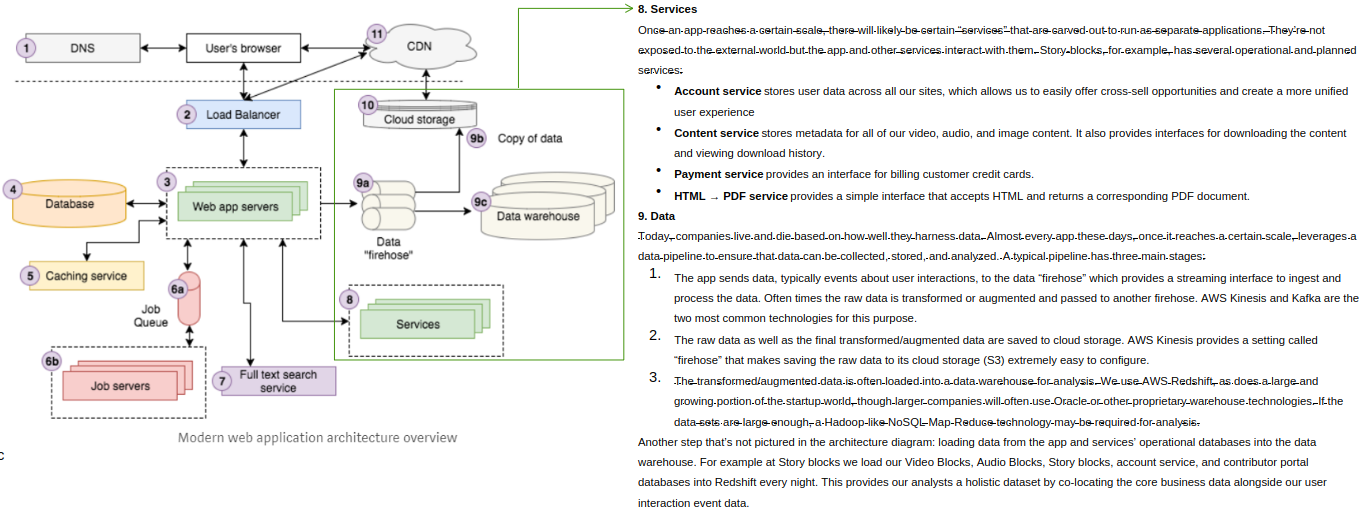 1
DNS
User's browser
11
CDN
2
Load Balancer
10
Cloud storage
9b
Copy of data
4
Database
3
Web app servers
9a
Data
"firehose"
9c
Data warehouse
5
Caching service
6a
Job
Queue
8
Services
6b
Job servers
7
Full text search
service
Modern web application architecture overview
c
8. Services
Once an app reaches a certain scale, there will likely be certain “services” that are carved out to run as separate applications. They’re not
exposed to the external world but the app and other services interact with them. Story blocks, for example, has several operational and planned
services:
• Account service stores user data across all our sites, which allows us to easily offer cross-sell opportunities and create a more unified
user experience
• Content service stores metadata for all of our video, audio, and image content. It also provides interfaces for downloading the content
and viewing download history.
• Payment service provides an interface for billing customer credit cards.
• HTML → PDF service provides a simple interface that accepts HTML and returns a corresponding PDF document.
9. Data
Today, companies live and die based on how well they harness data. Almost every app these days, once it reaches a certain scale, leverages a
data pipeline to ensure that data can be collected, stored, and analyzed. A typical pipeline has three main stages:
1. The app sends data, typically events about user interactions, to the data “firehose” which provides a streaming interface to ingest and
process the data. Often times the raw data is transformed or augmented and passed to another firehose. AWS Kinesis and Kafka are the
two most common technologies for this purpose.
2. The raw data as well as the final transformed/augmented data are saved to cloud storage. AWS Kinesis provides a setting called
“firehose” that makes saving the raw data to its cloud storage (S3) extremely easy to configure.
3. The transformed/augmented data is often loaded into a data warehouse for analysis. We use AWS Redshift, as does a large and
growing portion of the startup world, though larger companies will often use Oracle or other proprietary warehouse technologies. If the
data sets are large enough, a Hadoop-like NoSQL Map Reduce technology may be required for analysis.
Another step that’s not pictured in the architecture diagram: loading data from the app and services’ operational databases into the data
warehouse. For example at Story blocks we load our Video Blocks, Audio Blocks, Story blocks, account service, and contributor portal
databases into Redshift every night. This provides our analysts a holistic dataset by co-locating the core business data alongside our user
interaction event data.